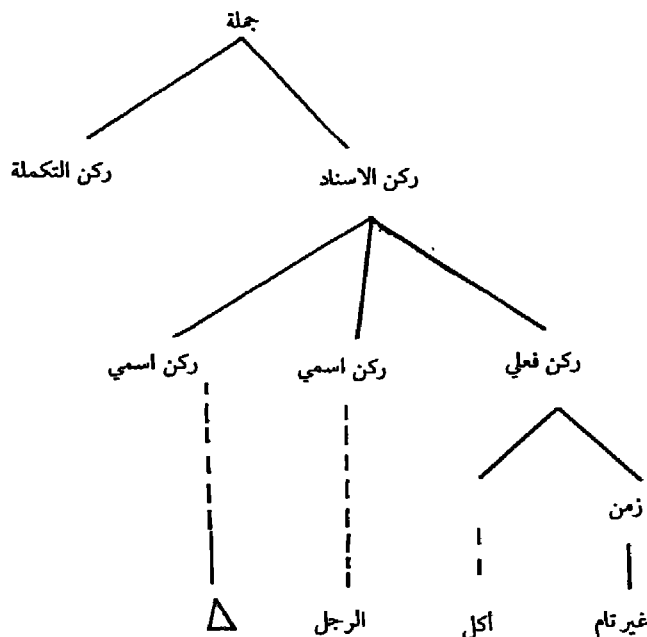 جملة
ركن الاسناد ركن التكملة
ركن فعلي ركن اسمي ركن اسمي
زمن
غير تام أكل الرجل Δ